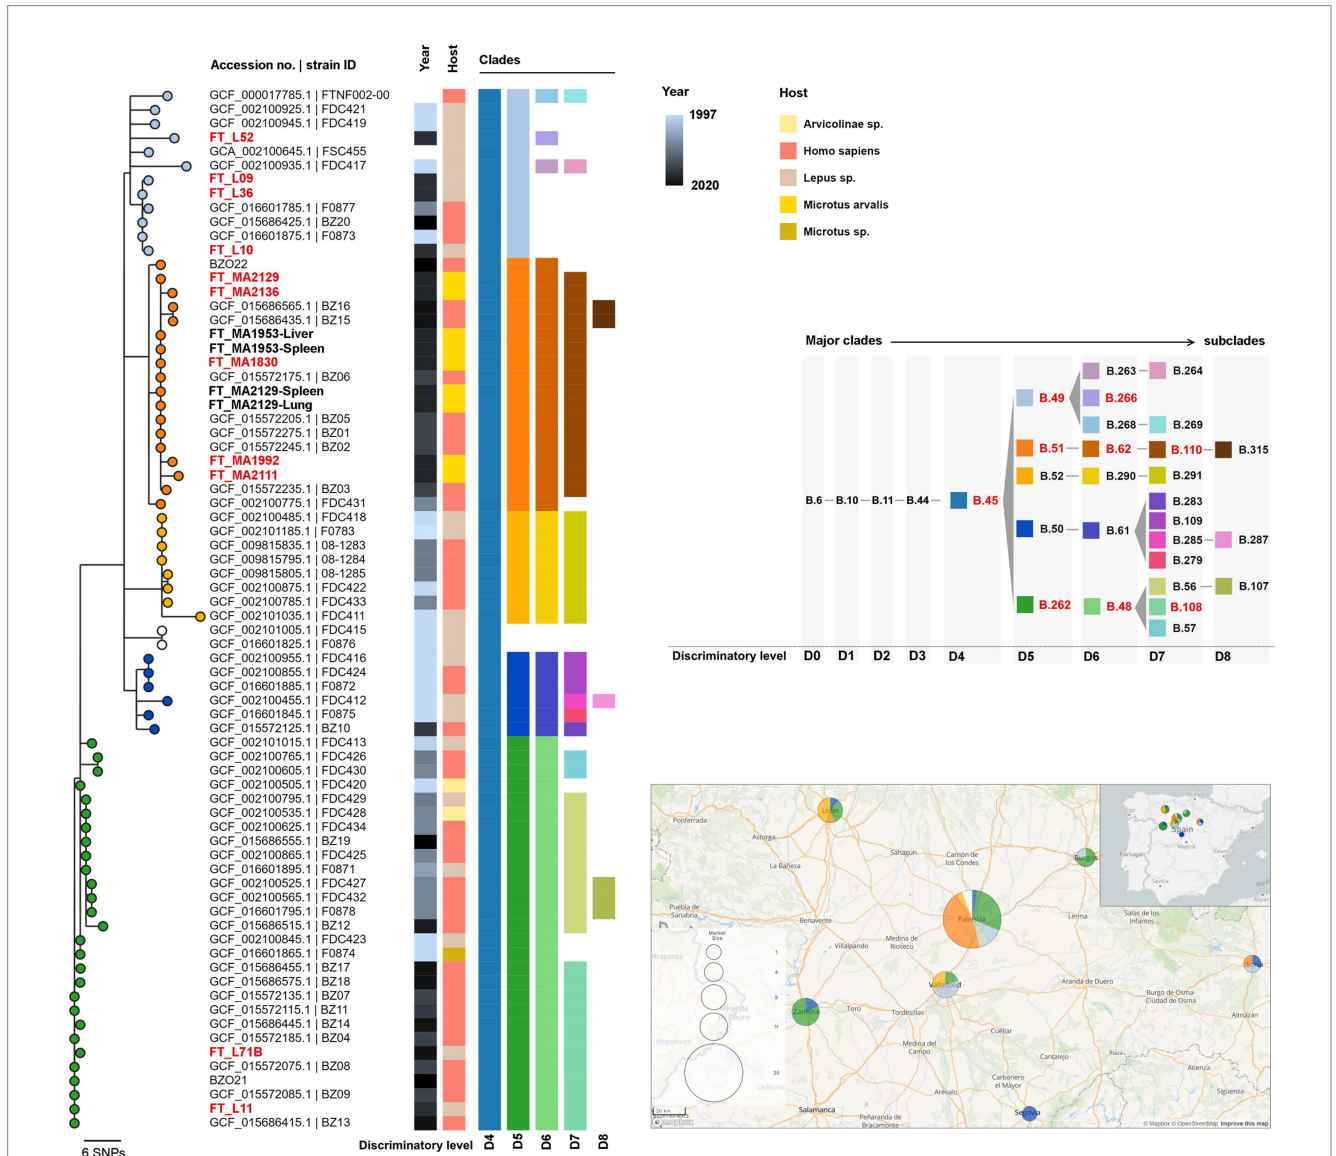 Accession no. | strain ID
Year
Host
Clades
GCF_000017785.1 | FTNF002-00
GCF_002100925.1 | FDC421
GCF_002100945.1 | FDC419
FT_L52
GCA_002100645.1 | FSC455
GCF_002100935.1 | FDC417
FT_L09
FT_L36
GCF_016601785.1 | F0877
GCF_015686425.1 | BZ20
GCF_016601875.1 | F0873
FT_L10
BZO22
FT_MA2129
FT_MA2136
GCF_015686565.1 | BZ16
GCF_015686435.1 | BZ15
FT_MA1953-Liver
FT_MA1953-Spleen
FT_MA1830
GCF_015572175.1 | BZ06
FT_MA2129-Spleen
FT_MA2129-Lung
GCF_015572205.1 | BZ05
GCF_015572275.1 | BZ01
GCF_015572245.1 | BZ02
FT_MA1992
FT_MA2111
GCF_015572235.1 | BZ03
GCF_002100775.1 | FDC431
GCF_002100485.1 | FDC418
GCF_002101185.1 | F0783
GCF_009815835.1 | 08-1283
GCF_009815795.1 | 08-1284
GCF_009815805.1 | 08-1285
GCF_002100875.1 | FDC422
GCF_002100785.1 | FDC433
GCF_002101035.1 | FDC411
GCF_002101005.1 | FDC415
GCF_016601825.1 | F0876
GCF_002100955.1 | FDC416
GCF_002100855.1 | FDC424
GCF_016601885.1 | F0872
GCF_002100455.1 | FDC412
GCF_016601845.1 | F0875
GCF_015572125.1 | BZ10
GCF_002101015.1 | FDC413
GCF_002100765.1 | FDC426
GCF_002100605.1 | FDC430
GCF_002100505.1 | FDC420
GCF_002100795.1 | FDC429
GCF_002100535.1 | FDC428
GCF_002100625.1 | FDC434
GCF_015686555.1 | BZ19
GCF_002100865.1 | FDC425
GCF_016601895.1 | F0871
GCF_002100525.1 | FDC427
GCF_002100565.1 | FDC432
GCF_016601795.1 | F0878
GCF_015686515.1 | BZ12
GCF_002100845.1 | FDC423
GCF_016601865.1 | F0874
GCF_015686455.1 | BZ17
GCF_015686575.1 | BZ18
GCF_015572135.1 | BZ07
GCF_015572115.1 | BZ11
GCF_015686445.1 | BZ14
GCF_015572185.1 | BZ04
FT_L71B
GCF_015572075.1 | BZ08
BZO21
GCF_015572085.1 | BZ09
FT_L11
GCF_015686415.1 | BZ13
6 SNPs
Discriminatory level
D4 D5 D6 D7 D8
Year
1997
2020
Host
Arvicolinae sp.
Homo sapiens
Lepus sp.
Microtus arvalis
Microtus sp.
Major clades
subclades
B.263 B.264
B.49 B.266
B.268 B.269
B.51 B.62 B.110 B.315
B.52 B.290 B.291
B.6 B.10 B.11 B.44 B.45
B.283
B.50 B.61 B.109
B.285 B.287
B.279
B.56 B.107
B.262 B.48 B.108
B.57
Discriminatory level D0 D1 D2 D3 D4 D5 D6 D7 D8
Ponferrada
León
Astorga
La Bañeza
Sahagún
Carrión de
los Condes
Burgos
Portugal
Spain
Madrid
Sevilla
Puebla de
Sanabria
Benavente
Palencia
Lerma
Salas de los
Infantes
Villalpando
Medina de
Rioseco
Marker
Size
1
4
9
11
35
Bragança
Miranda
do Douro
Mogadouro
Ledesma
Zamora
Toro
Tordesillas
Valladolid
Aranda de Duero
Burgo de Osma-
Ciudad de Osma
Soria
Almazán
Cuéllar
Medina del
Campo
Cantalejo
Riaza
Atienza
Carbonero
el Mayor
Arévalo
Sigüenza
Segovia
Salamanca
Peñaranda de
Bracamonte
20 km
mapbox
© Mapbox © OpenStreetMap Improve this map